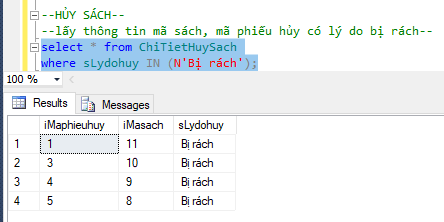 --HỦY SÁCH--
--lấy thông tin mã sách, mã phiếu hủy có lý do bị rách--
select * from ChiTietHuySach
where sLydohuy IN (N'Bị rách');
100 %
Results Messages
iMaphieuhuy iMasach sLydohuy
1 1 11 Bị rách
2 3 10 Bị rách
3 4 9 Bị rách
4 5 8 Bị rách